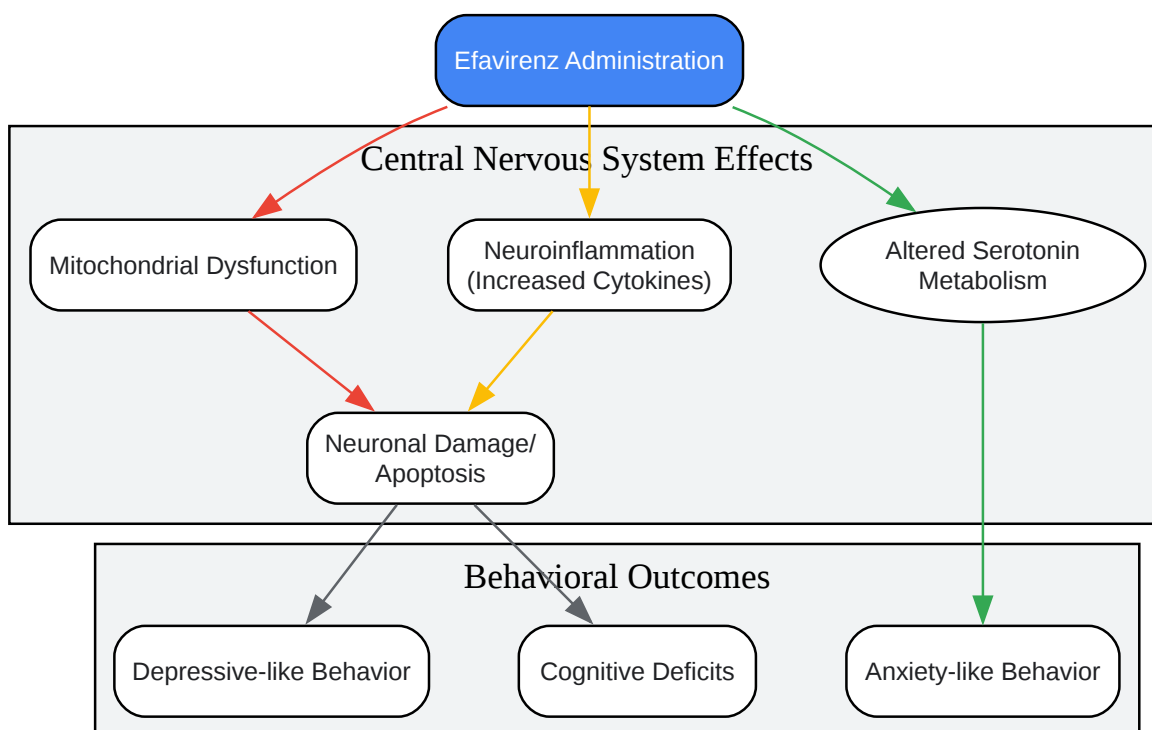 Efavirenz Administration
Central Nervous System Effects
Mitochondrial Dysfunction
Neuroinflammation
(Increased Cytokines)
Altered Serotonin
Metabolism
Neuronal Damage/
Apoptosis
Behavioral Outcomes
Depressive-like Behavior
Cognitive Deficits
Anxiety-like Behavior